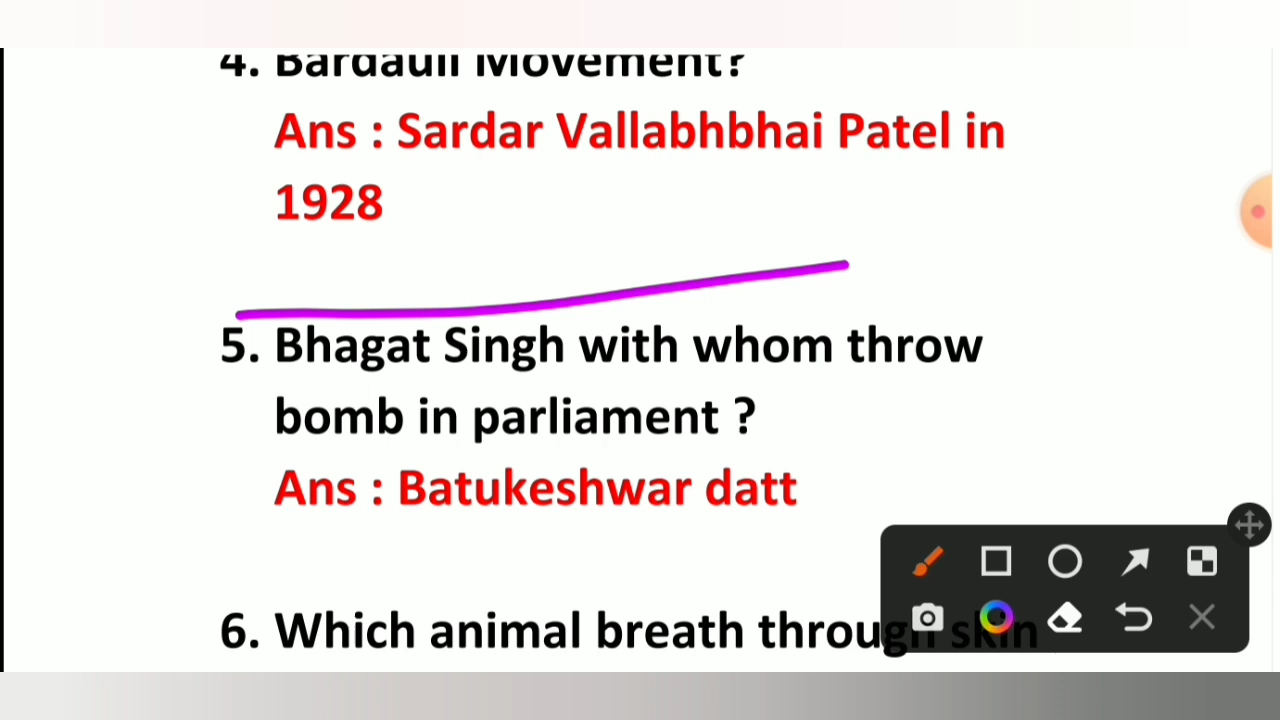 4. Bardauli Movement?
Ans : Sardar Vallabhbhai Patel in
1928
5. Bhagat Singh with whom throw
bomb in parliament ?
Ans : Batukeshwar datt
6. Which animal breath through skin